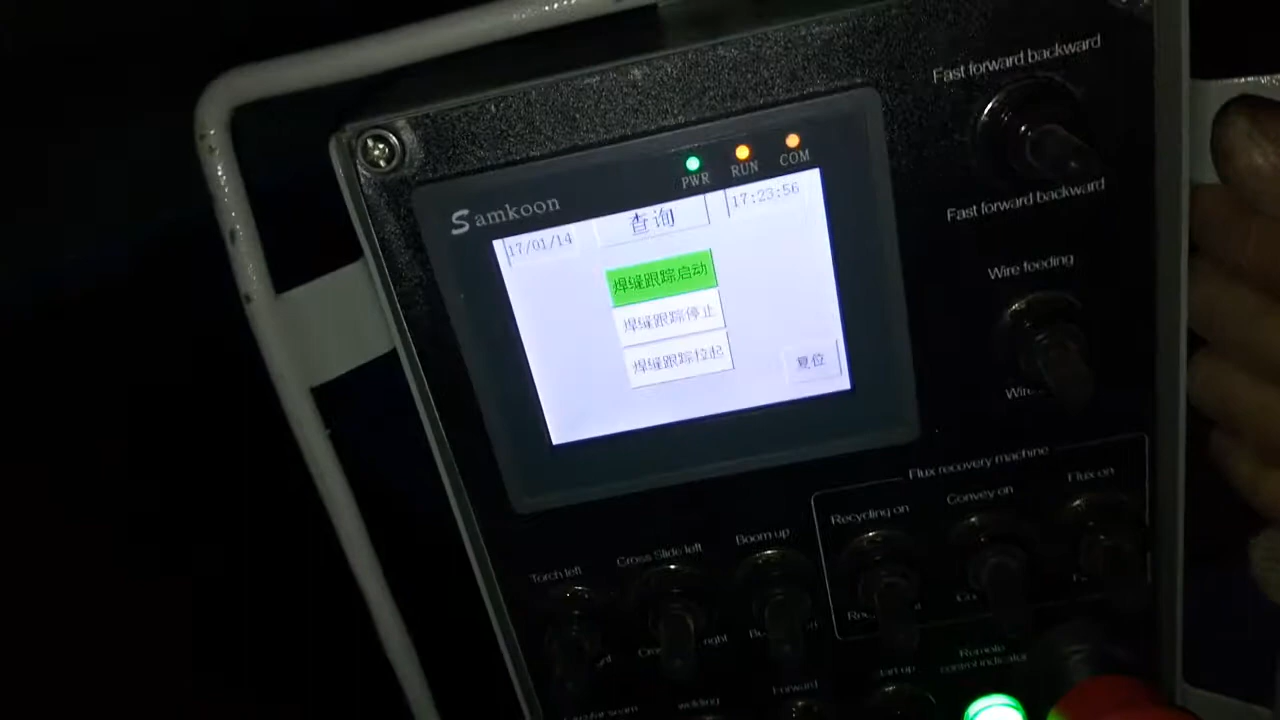 Fast forward backward
PWR RUN COM
Samkoon
17/01/14 查询 17:23:56
Fast forward backward
焊缝跟踪启动
Wire feeding
焊缝跟踪停止
焊缝跟踪拉起
复位
Flux recovery machine
Recycling on Convey on Flux on
Torch left Cross Slide left Boom up
right
Remote
control indicator
welding Forward